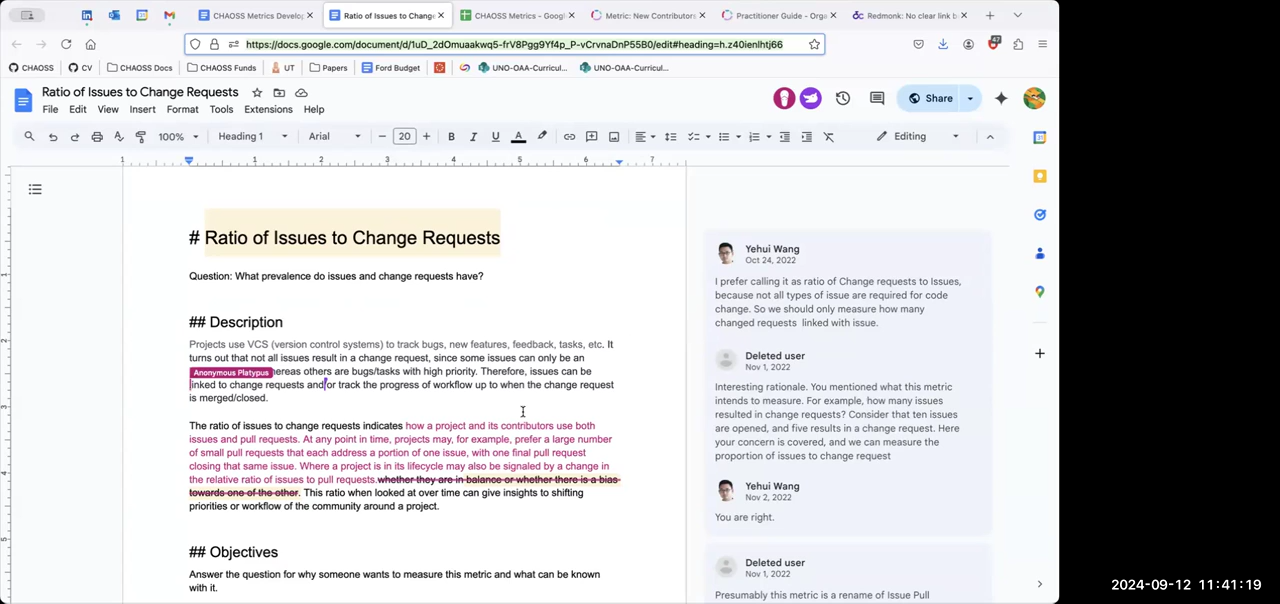 CHAOSS Metrics Develo
Ratio of Issues to Change
CHAOSS Metrics - Googl
Metric: New Contributors
Practitioner Guide - Orga
Redmonk: No clear link b
https://docs.google.com/document/d/1uD_2dOmuaakwq5-frV8Pgg9Yf4p_P-vCrvnaDnP55B0/edit#heading=h.z40ienlhtj66
47
CHAOSS
CV
CHAOSS Docs
CHAOSS Funds
UT
Papers
Ford Budget
UNO-OAA-Curricul...
UNO-OAA-Curricul...
Ratio of Issues to Change Requests
File Edit View Insert Format Tools Extensions Help
Share
100% Heading 1 Arial 20 B I U A Editing
1 1 2 3 4 5 6 7
# Ratio of Issues to Change Requests
Question: What prevalence do issues and change requests have?
## Description
Projects use VCS (version control systems) to track bugs, new features, feedback, tasks, etc. It
turns out that not all issues result in a change request, since some issues can only be an
Anonymous Platypus hereas others are bugs/tasks with high priority. Therefore, issues can be
linked to change requests and/or track the progress of workflow up to when the change request
is merged/closed.
The ratio of issues to change requests indicates how a project and its contributors use both
issues and pull requests. At any point in time, projects may, for example, prefer a large number
of small pull requests that each address a portion of one issue, with one final pull request
closing that same issue. Where a project is in its lifecycle may also be signaled by a change in
the relative ratio of issues to pull requests.whether they are in balance or whether there is a bias
towards one of the other. This ratio when looked at over time can give insights to shifting
priorities or workflow of the community around a project.
## Objectives
Answer the question for why someone wants to measure this metric and what can be known
with it.
Yehui Wang
Oct 24, 2022
I prefer calling it as ratio of Change requests to Issues,
because not all types of issue are required for code
change. So we should only measure how many
changed requests linked with issue.
Deleted user
Nov 1, 2022
Interesting rationale. You mentioned what this metric
intends to measure. For example, how many issues
resulted in change requests? Consider that ten issues
are opened, and five results in a change request. Here
your concern is covered, and we can measure the
proportion of issues to change request
Yehui Wang
Nov 2, 2022
You are right.
Deleted user
Nov 1, 2022
Presumably this metric is a rename of Issue Pull
2024-09-12 11:41:19